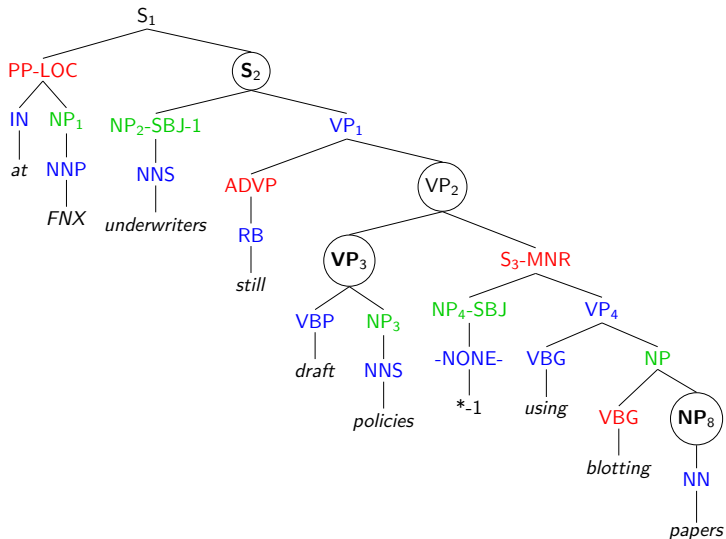 S1
PP-LOC S2
IN NP1 NP2-SBJ-1 VP1
at NNP NNS ADVP VP2
FNX underwriters RB VP3 S3-MNR
still VBP NP3 NP4-SBJ VP4
draft NNS -NONE- VBG NP
policies *-1 using VBG NP8
blotting NN
papers